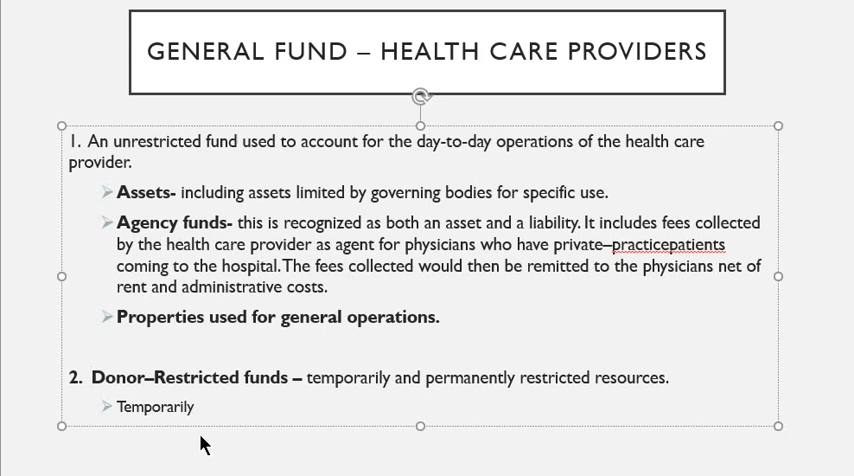 GENERAL FUND – HEALTH CARE PROVIDERS
1. An unrestricted fund used to account for the day-to-day operations of the health care
provider.
Assets- including assets limited by governing bodies for specific use.
Agency funds- this is recognized as both an asset and a liability. It includes fees collected
by the health care provider as agent for physicians who have private–practicepatients
coming to the hospital. The fees collected would then be remitted to the physicians net of
rent and administrative costs.
Properties used for general operations.
2. Donor–Restricted funds – temporarily and permanently restricted resources.
Temporarily